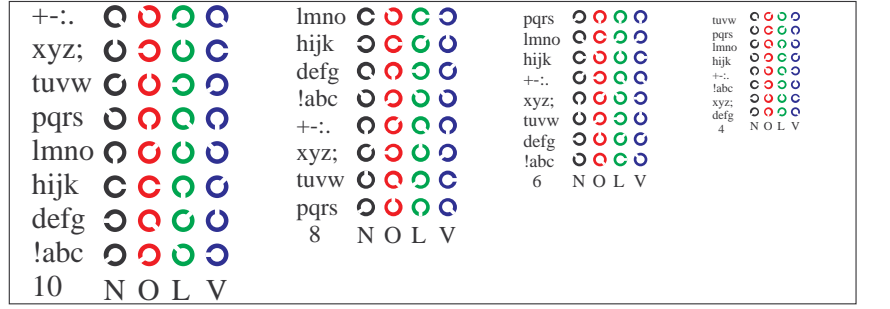 +-:.
xyz;
tuvw
pqrs
lmno
hijk
defg
!abc
10 N O L V
lmno
hijk
defg
!abc
+-:.
xyz;
tuvw
pqrs
8 N O L V
pqrs
lmno
hijk
+-:.
xyz;
tuvw
defg
!abc
6 N O L V
tuvw
pqrs
lmno
hijk
+-:.
!abc
xyz;
defg
4 N O L V